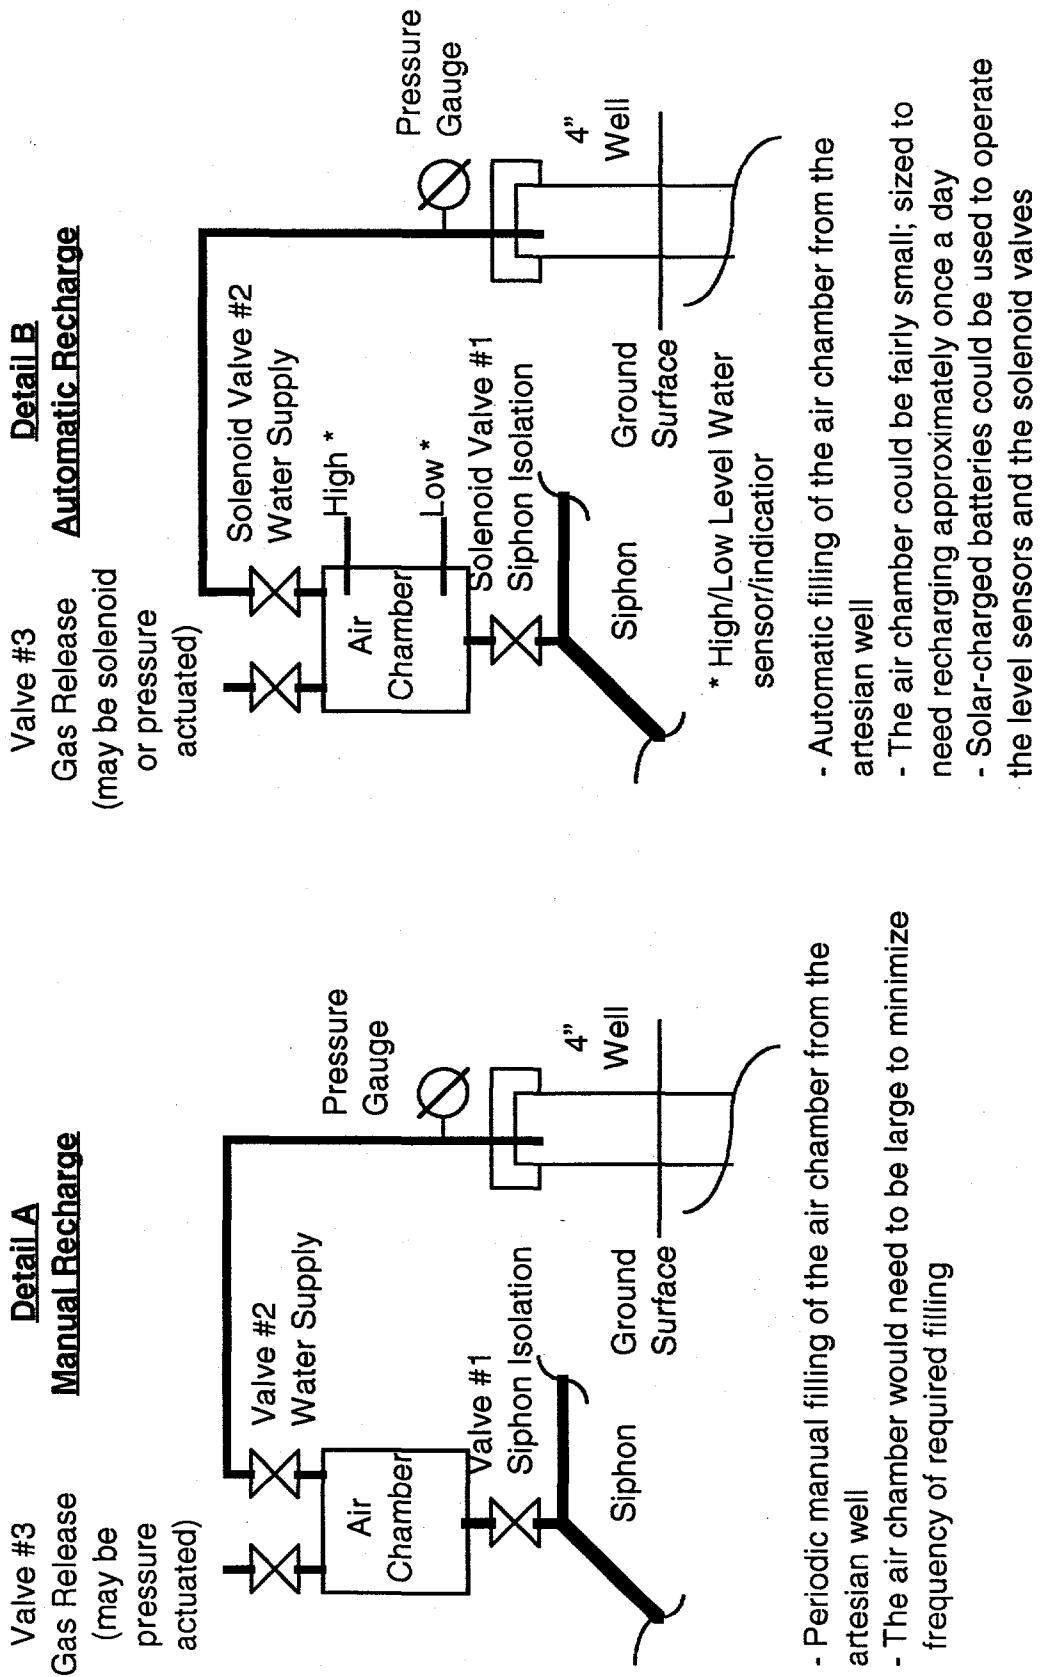 Detail A
Manual Recharge
Valve #3
Gas Release
(may be
pressure
actuated)
Valve #2
Water Supply
Pressure
Gauge
Air
Chamber
Valve #1
Siphon Isolation
4”
Well
Ground
Surface
Siphon
- Periodic manual filling of the air chamber from the
artesian well
- The air chamber would need to be large to minimize
frequency of required filling
Detail B
Automatic Recharge
Valve #3
Gas Release
(may be solenoid
or pressure
actuated)
Solenoid Valve #2
Water Supply
Pressure
Gauge
High *
Air
Chamber
Low *
Solenoid Valve #1
Siphon Isolation
4”
Well
Ground
Surface
Siphon
* High/Low Level Water
sensor/indicatior
- Automatic filling of the air chamber from the
artesian well
- The air chamber could be fairly small; sized to
need recharging approximately once a day
- Solar-charged batteries could be used to operate
the level sensors and the solenoid valves